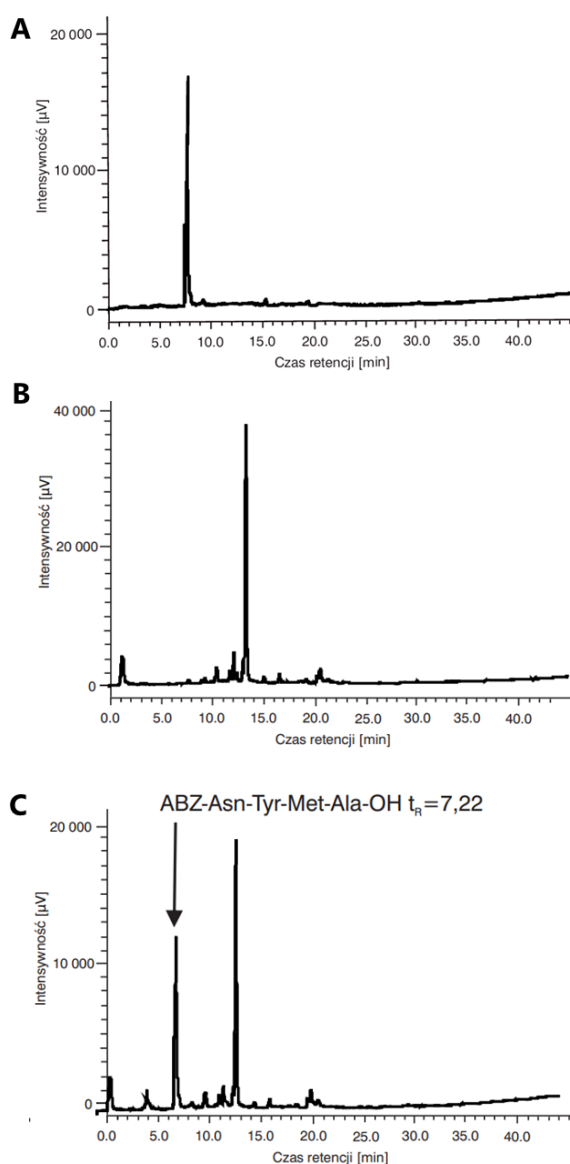 A
20 000
10 000
0
Intensywność [µV]
0.0 5.0 10.0 15.0 20.0 25.0 30.0 35.0 40.0
Czas retencji [min]
B
40 000
20 000
0
Intensywność [µV]
0.0 5.0 10.0 15.0 20.0 25.0 30.0 35.0 40.0
Czas retencji [min]
C
ABZ-Asn-Tyr-Met-Ala-OH tR=7,22
20 000
10 000
0
Intensywność [µV]
0.0 5.0 10.0 15.0 20.0 25.0 30.0 35.0 40.0
Czas retencji [min]